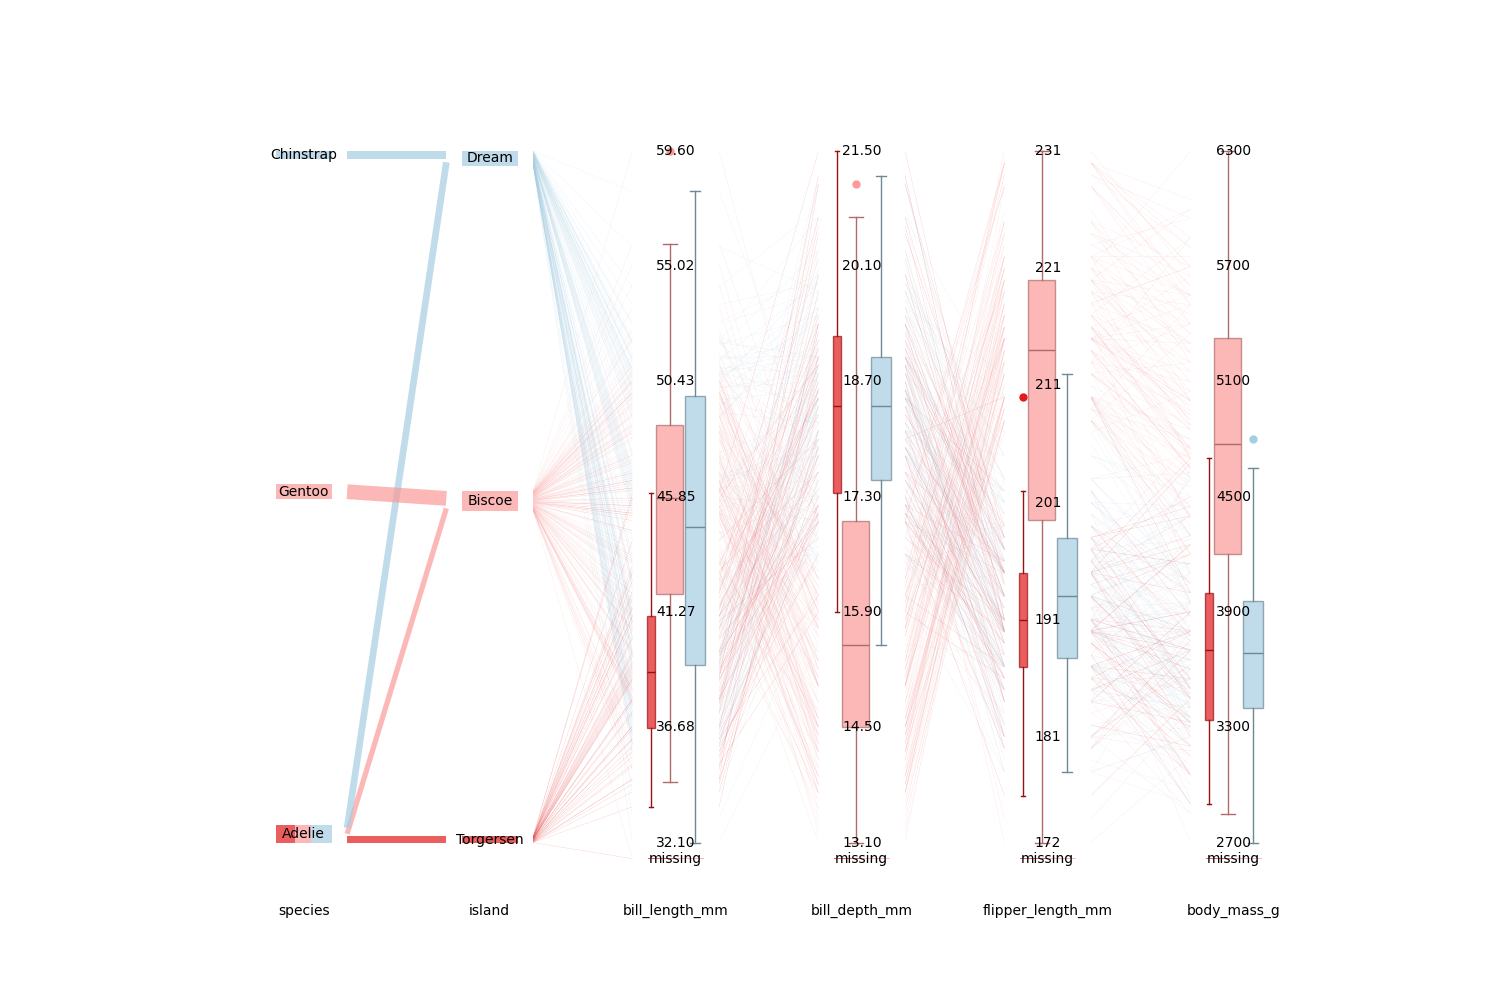 Chinstrap
Gentoo
Adelie
species
Dream
Biscoe
Torgersen
island
59.60
55.02
50.43
45.85
41.27
36.68
32.10
missing
bill_length_mm
21.50
20.10
18.70
17.30
15.90
14.50
13.10
missing
bill_depth_mm
231
221
211
201
191
181
172
missing
flipper_length_mm
6300
5700
5100
4500
3900
3300
2700
missing
body_mass_g